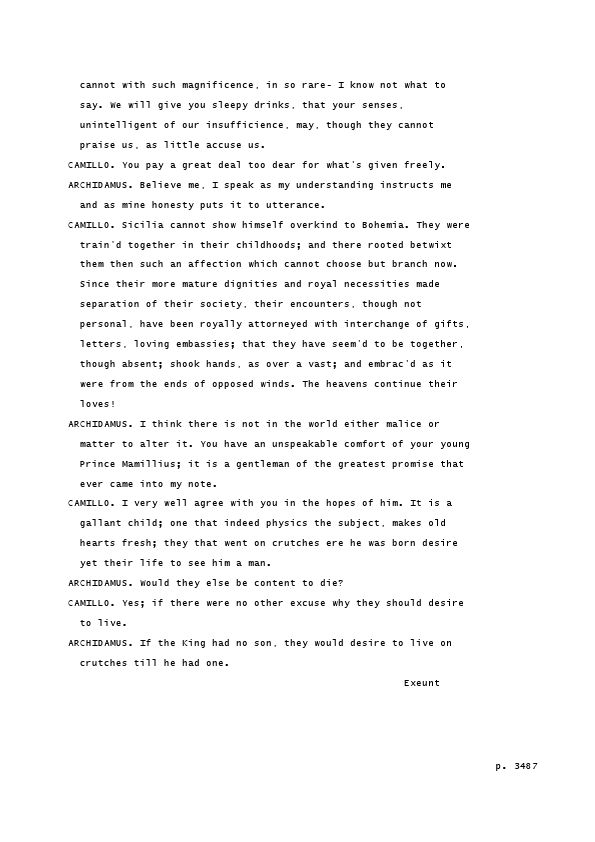 cannot with such magnificence, in so rare- I know not what to
say. We will give you sleepy drinks, that your senses,
unintelligent of our insufficience, may, though they cannot
praise us, as little accuse us.
CAMILLO. You pay a great deal too dear for what's given freely.
ARCHIDAMUS. Believe me, I speak as my understanding instructs me
and as mine honesty puts it to utterance.
CAMILLO. Sicilia cannot show himself overkind to Bohemia. They were
train'd together in their childhoods; and there rooted betwixt
them then such an affection which cannot choose but branch now.
Since their more mature dignities and royal necessities made
separation of their society, their encounters, though not
personal, have been royally attorneyed with interchange of gifts,
letters, loving embassies; that they have seem'd to be together,
though absent; shook hands, as over a vast; and embrac'd as it
were from the ends of opposed winds. The heavens continue their
loves!
ARCHIDAMUS. I think there is not in the world either malice or
matter to alter it. You have an unspeakable comfort of your young
Prince Mamillius; it is a gentleman of the greatest promise that
ever came into my note.
CAMILLO. I very well agree with you in the hopes of him. It is a
gallant child; one that indeed physics the subject, makes old
hearts fresh; they that went on crutches ere he was born desire
yet their life to see him a man.
ARCHIDAMUS. Would they else be content to die?
CAMILLO. Yes; if there were no other excuse why they should desire
to live.
ARCHIDAMUS. If the King had no son, they would desire to live on
crutches till he had one.
Exeunt
p. 3487